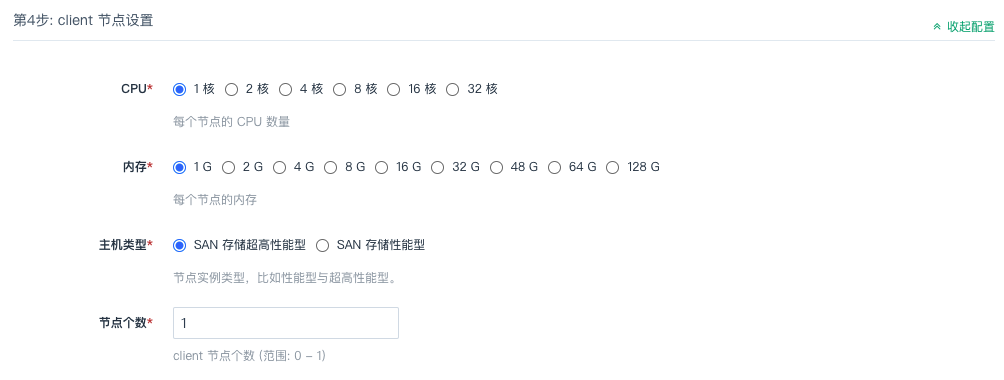 第4步: client 节点设置
收起配置
CPU* 1 核 2 核 4 核 8 核 16 核 32 核
每个节点的 CPU 数量
内存* 1 G 2 G 4 G 8 G 16 G 32 G 48 G 64 G 128 G
每个节点的内存
主机类型* SAN 存储超高性能型 SAN 存储性能型
节点实例类型，比如性能型与超高性能型。
节点个数* 1
client 节点个数 (范围: 0 – 1)